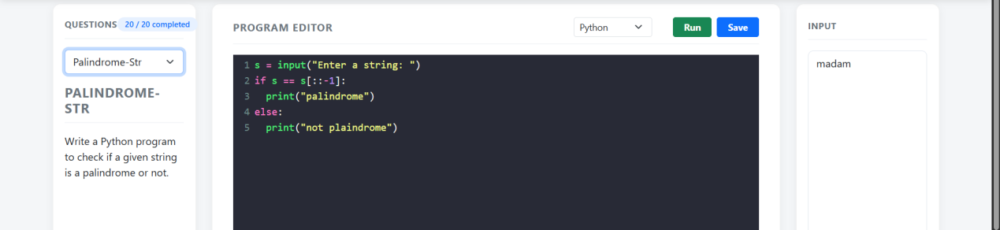 QUESTIONS 20 / 20 completed
Palindrome-Str
PALINDROME-
STR
Write a Python program
to check if a given string
is a palindrome or not.
PROGRAM EDITOR Python Run Save
1 s = input("Enter a string: ")
2 if s == s[::-1]:
3   print("palindrome")
4 else:
5   print("not plaindrome")
INPUT
madam